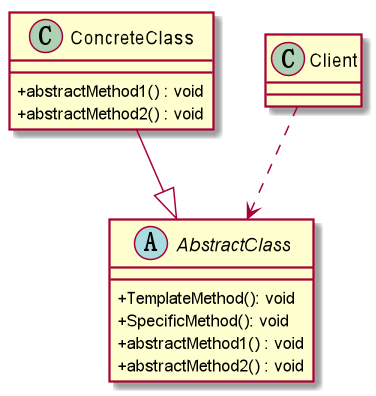 C ConcreteClass
+abstractMethod1() : void
+abstractMethod2() : void
C Client
A AbstractClass
+TemplateMethod(): void
+SpecificMethod(): void
+abstractMethod1() : void
+abstractMethod2() : void